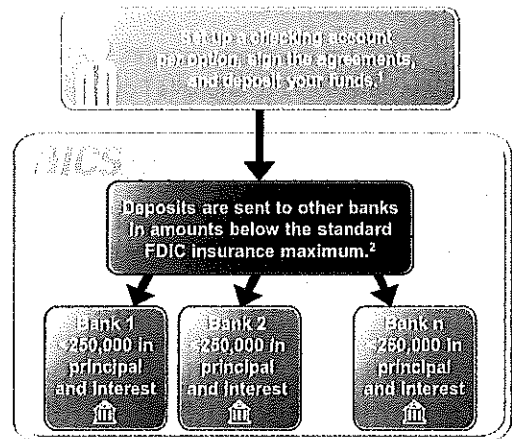 Set up a checking account
per option, sign the agreements,
and deposit your funds.¹
ICS
Deposits are sent to other banks
in amounts below the standard
FDIC insurance maximum.²
Bank 1
<250,000 in
principal
and interest
Bank 2
<250,000 in
principal
and interest
Bank n
<250,000 in
principal
and interest